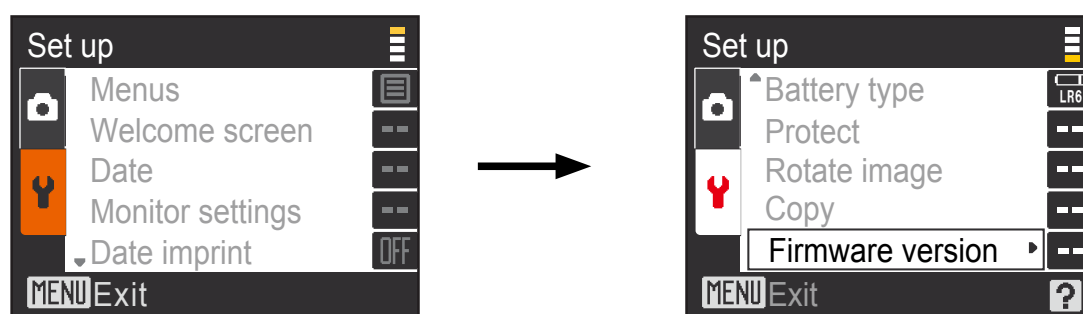 Set up
Menus
Welcome screen --
Date --
Monitor settings --
Date imprint OFF
MENU Exit
Set up
Battery type LR6
Protect --
Rotate image --
Copy --
Firmware version --
MENU Exit ?